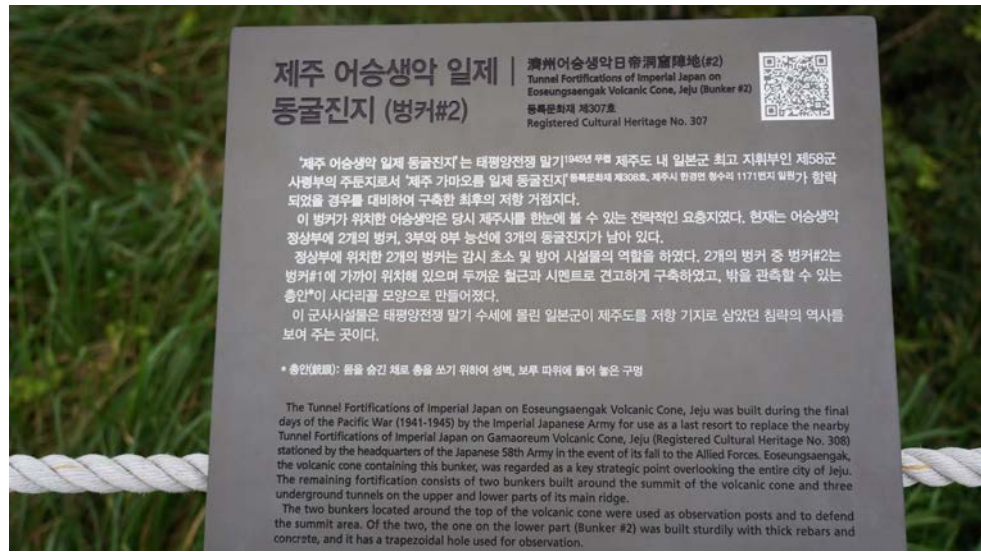 제주 어승생악 일제
동굴진지 (벙커#2)
濟州어승생악日帝洞窟陣地(#2)
Tunnel Fortifications of Imperial Japan on
Eoseungsaengak Volcanic Cone, Jeju (Bunker #2)
등록문화재 제307호
Registered Cultural Heritage No. 307
'제주 어승생악 일제 동굴진지'는 태평양전쟁 말기1945년 무렵 제주도 내 일본군 최고 지휘부인 제58군
사령부의 주둔지로서 '제주 가마오름 일제 동굴진지'등록문화재 제308호, 제주시 한경면 청수리 1171번지 일원가 함락
되었을 경우를 대비하여 구축한 최후의 저항 거점지다.
이 벙커가 위치한 어승생악은 당시 제주시를 한눈에 볼 수 있는 전략적인 요충지였다. 현재는 어승생악
정상부에 2개의 벙커, 3부와 8부 능선에 3개의 동굴진지가 남아 있다.
정상부에 위치한 2개의 벙커는 감시 초소 및 방어 시설물의 역할을 하였다. 2개의 벙커 중 벙커#2는
벙커#1에 가까이 위치해 있으며 두꺼운 철근과 시멘트로 견고하게 구축하였고, 밖을 관측할 수 있는
총안*이 사다리꼴 모양으로 만들어졌다.
이 군사시설물은 태평양전쟁 말기 수세에 몰린 일본군이 제주도를 저항 기지로 삼았던 침략의 역사를
보여 주는 곳이다.
* 총안(銃眼): 몸을 숨긴 채로 총을 쏘기 위하여 성벽, 보루 따위에 뚫어 놓은 구멍
The Tunnel Fortifications of Imperial Japan on Eoseungsaengak Volcanic Cone, Jeju was built during the final
days of the Pacific War (1941-1945) by the Imperial Japanese Army for use as a last resort to replace the nearby
Tunnel Fortifications of Imperial Japan on Gamaoreum Volcanic Cone, Jeju (Registered Cultural Heritage No. 308)
stationed by the headquarters of the Japanese 58th Army in the event of its fall to the Allied Forces. Eoseungsaengak,
the volcanic cone containing this bunker, was regarded as a key strategic point overlooking the entire city of Jeju.
The remaining fortification consists of two bunkers built around the summit of the volcanic cone and three
underground tunnels on the upper and lower parts of its main ridge.
The two bunkers located around the top of the volcanic cone were used as observation posts and to defend
the summit area. Of the two, the one on the lower part (Bunker #2) was built sturdily with thick rebars and
concrete, and it has a trapezoidal hole used for observation.